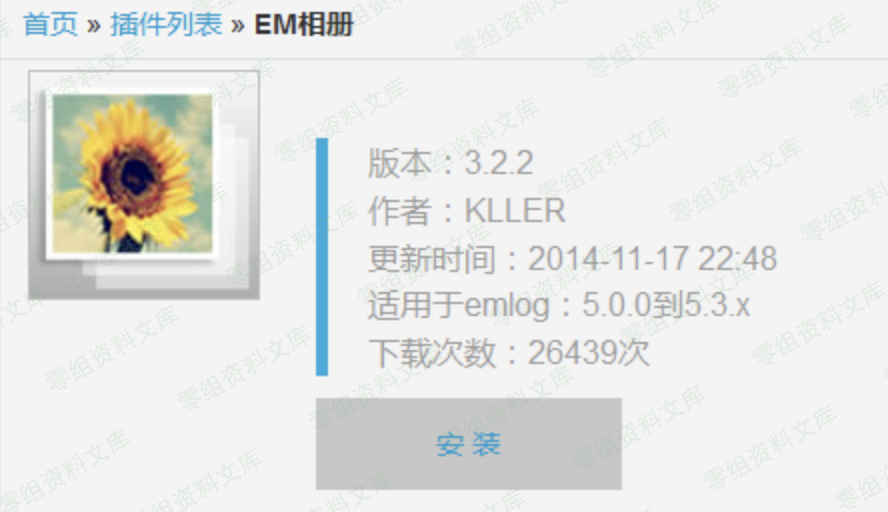 首页 » 插件列表 » EM相册
版本：3.2.2
作者：KLLER
更新时间：2014-11-17 22:48
适用于emlog：5.0.0到5.3.x
下载次数：26439次
安 装
零组资料文库